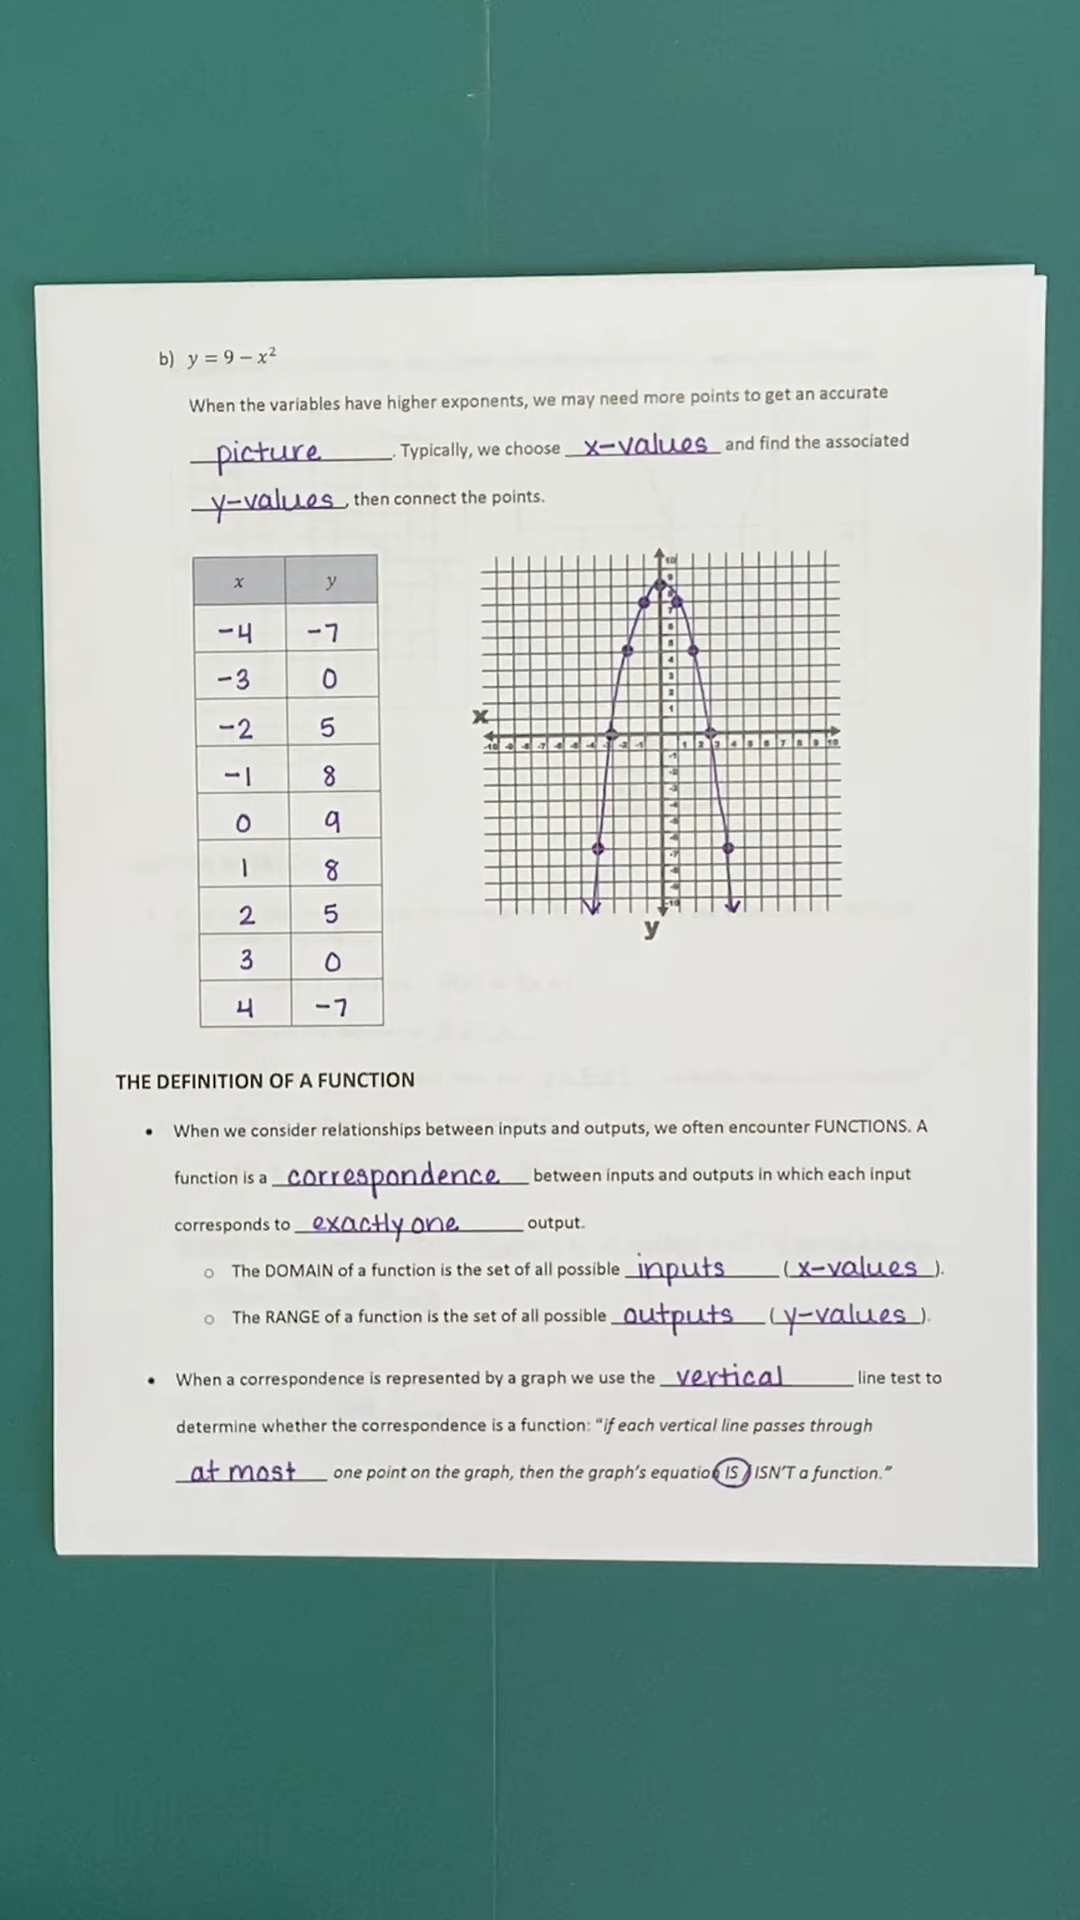 b) y = 9 – x²
When the variables have higher exponents, we may need more points to get an accurate
picture. Typically, we choose x-values and find the associated
y-values, then connect the points.
x y
-4 -7
-3 0
-2 5
-1 8
0 9
1 8
2 5
3 0
4 -7
x
y
THE DEFINITION OF A FUNCTION
• When we consider relationships between inputs and outputs, we often encounter FUNCTIONS. A
function is a correspondence between inputs and outputs in which each input
corresponds to exactly one output.
o The DOMAIN of a function is the set of all possible inputs (x-values).
o The RANGE of a function is the set of all possible outputs (y-values).
• When a correspondence is represented by a graph we use the vertical line test to
determine whether the correspondence is a function: "if each vertical line passes through
at most one point on the graph, then the graph's equation IS / ISN'T a function."